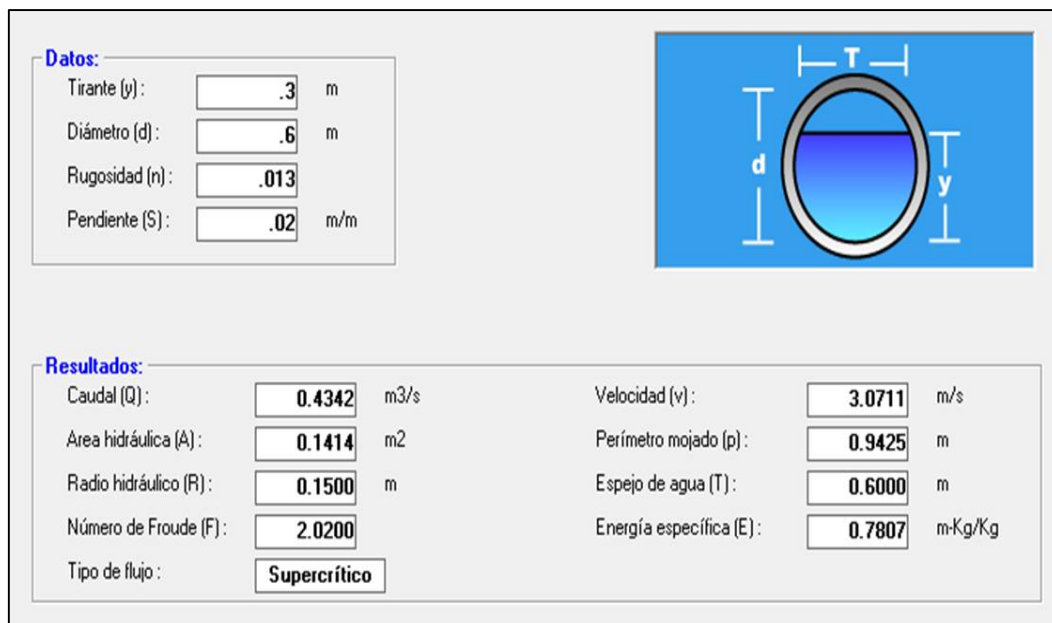 Datos:
Tirante (y) : .3 m
Diámetro (d) : .6 m
Rugosidad (n) : .013
Pendiente (S) : .02 m/m
T
d
y
Resultados:
Caudal (Q) : 0.4342 m3/s Velocidad (v) : 3.0711 m/s
Area hidráulica (A) : 0.1414 m2 Perímetro mojado (p) : 0.9425 m
Radio hidráulico (R) : 0.1500 m Espejo de agua (T) : 0.6000 m
Número de Froude (F) : 2.0200 Energía específica (E) : 0.7807 m-Kg/Kg
Tipo de flujo : Supercrítico